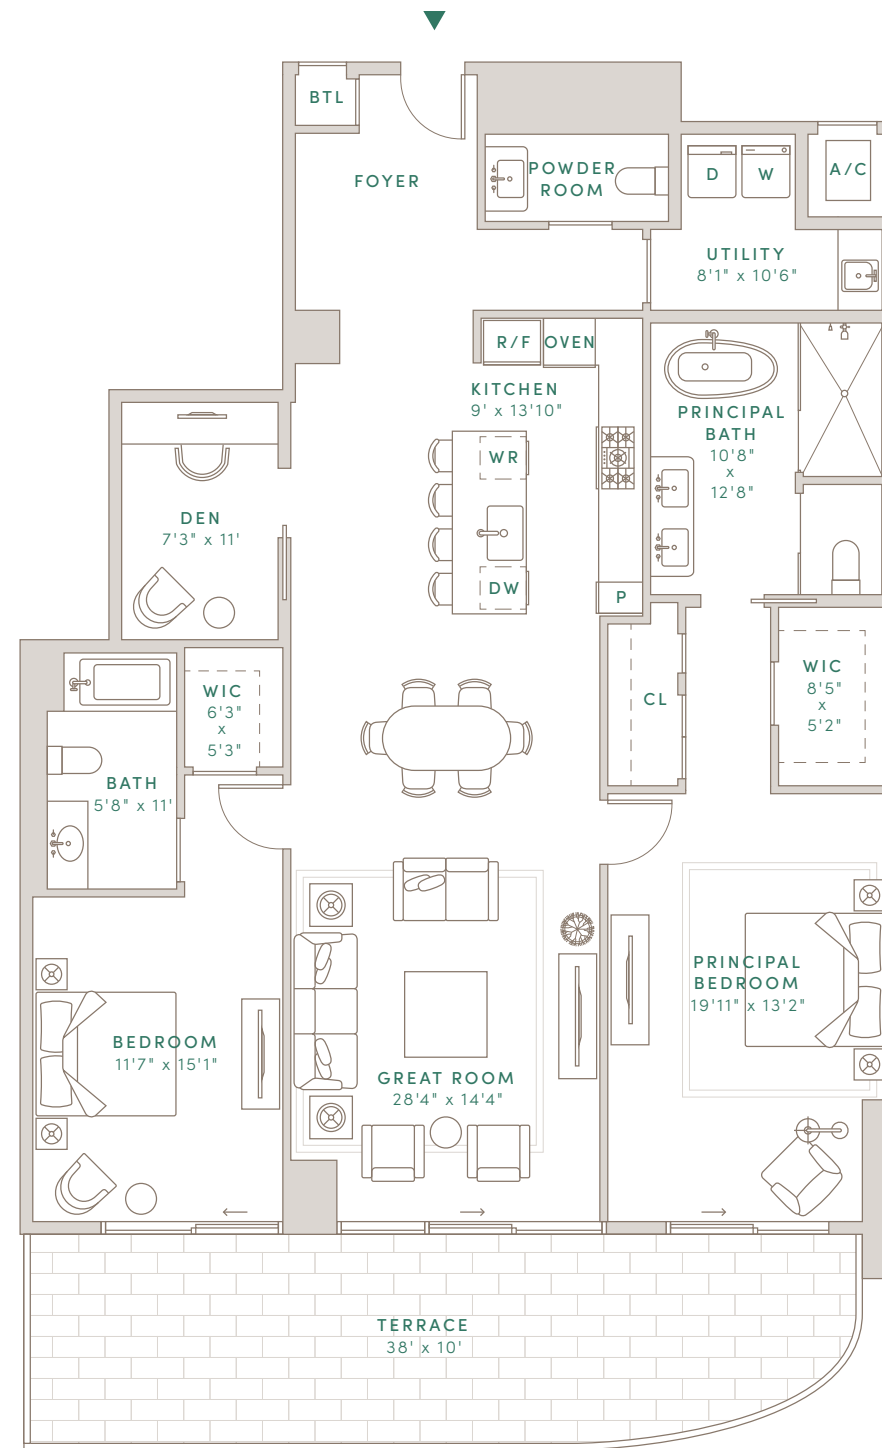 BTL
FOYER
POWDER
ROOM
D
W
A/C
UTILITY
8'1" x 10'6"
R/F
OVEN
KITCHEN
9' x 13'10"
PRINCIPAL
BATH
10'8"
x
12'8"
WR
DEN
7'3" x 11'
DW
P
WIC
6'3"
x
5'3"
CL
WIC
8'5"
x
5'2"
BATH
5'8" x 11'
PRINCIPAL
BEDROOM
19'11" x 13'2"
BEDROOM
11'7" x 15'1"
GREAT ROOM
28'4" x 14'4"
TERRACE
38' x 10'